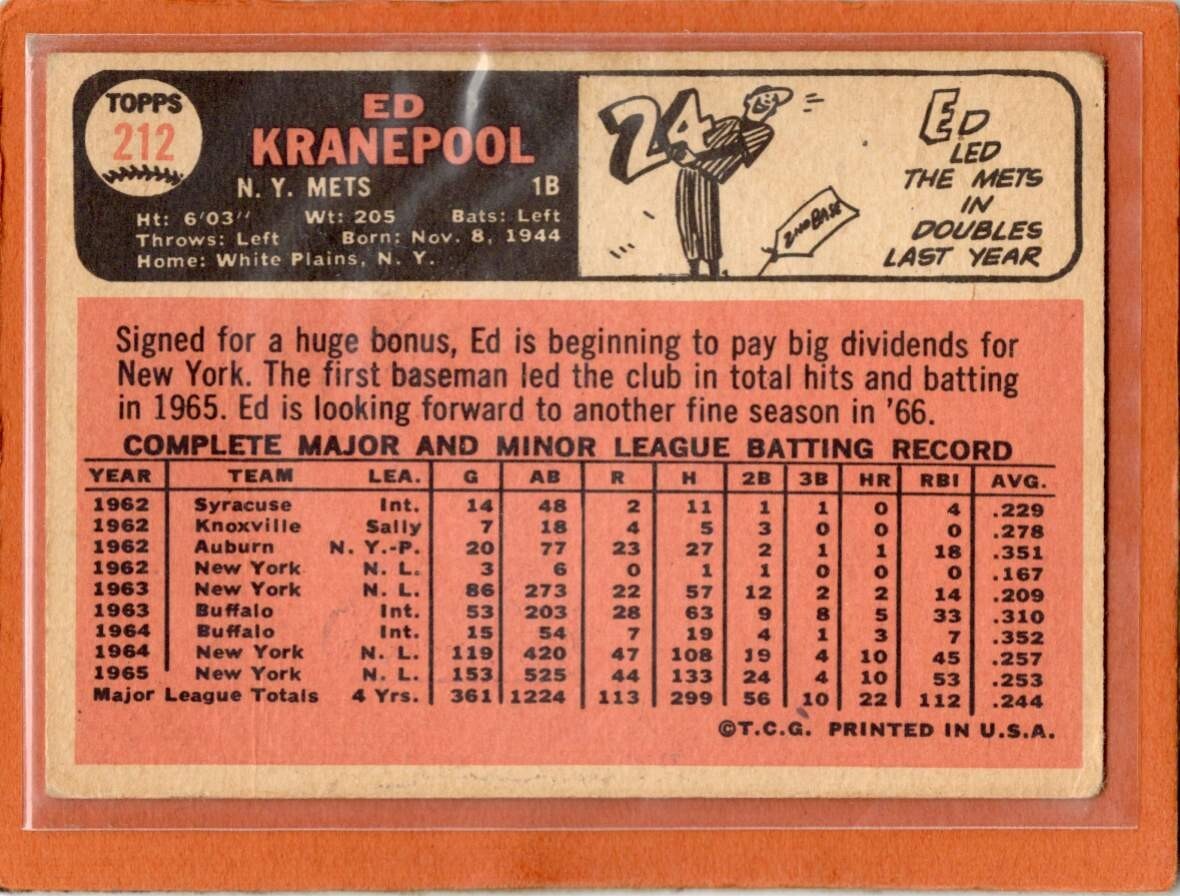 TOPPS
212
ED
KRANEPOOL
N. Y. METS 1B
Ht: 6'03" Wt: 205 Bats: Left
Throws: Left Born: Nov. 8, 1944
Home: White Plains, N. Y.
24
2ND BASE
ED
LED
THE METS
IN
DOUBLES
LAST YEAR
Signed for a huge bonus, Ed is beginning to pay big dividends for
New York. The first baseman led the club in total hits and batting
in 1965. Ed is looking forward to another fine season in '66.
COMPLETE MAJOR AND MINOR LEAGUE BATTING RECORD
YEAR TEAM LEA. G AB R H 2B 3B HR RBI AVG.
1962 Syracuse Int. 14 48 2 11 1 1 0 4 .229
1962 Knoxville Sally 7 18 4 5 3 0 0 0 .278
1962 Auburn N. Y.-P. 20 77 23 27 2 1 1 18 .351
1962 New York N. L. 3 6 0 1 1 0 0 0 .167
1963 New York N. L. 86 273 22 57 12 2 2 14 .209
1963 Buffalo Int. 53 203 28 63 9 8 5 33 .310
1964 Buffalo Int. 15 54 7 19 4 1 3 7 .352
1964 New York N. L. 119 420 47 108 19 4 10 45 .257
1965 New York N. L. 153 525 44 133 24 4 10 53 .253
Major League Totals 4 Yrs. 361 1224 113 299 56 10 22 112 .244
©T.C.G. PRINTED IN U.S.A.